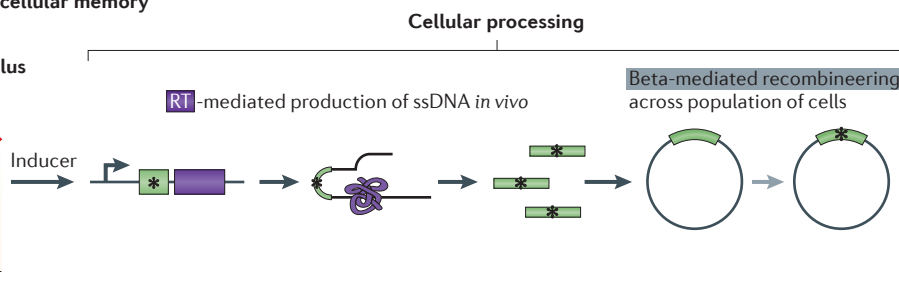 cellular memory
Cellular processing
lus
Beta-mediated recombineering
across population of cells
RT -mediated production of ssDNA in vivo
Inducer
*
*
*
*
*
*